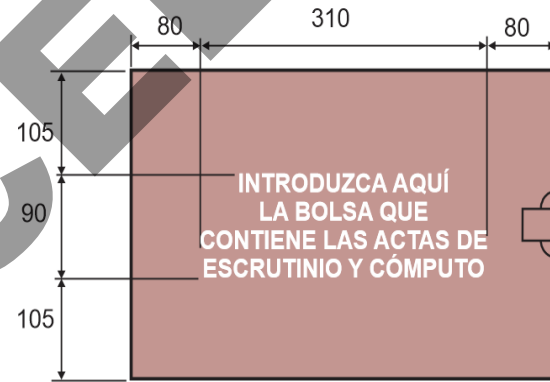 80 310 80
105
INTRODUZCA AQUÍ
LA BOLSA QUE
90
CONTIENE LAS ACTAS DE
ESCRUTINIO Y CÓMPUTO
105